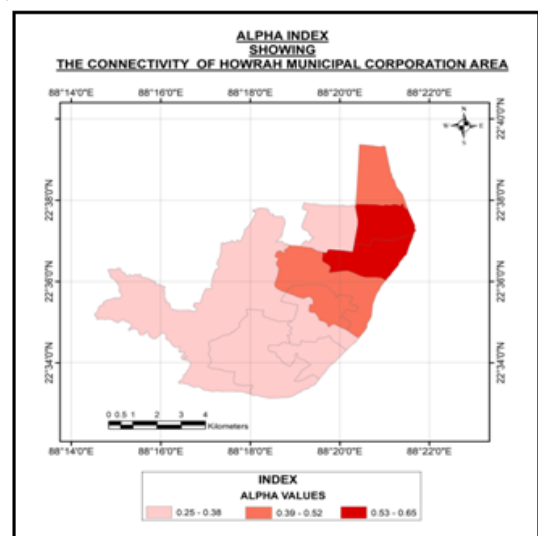 ALPHA INDEX
SHOWING
THE CONNECTIVITY OF HOWRAH MUNICIPAL CORPORATION AREA
88°14'0"E 88°16'0"E 88°18'0"E 88°20'0"E 88°22'0"E
22°40'0"N 22°40'0"N
N
W E
S
22°38'0"N 22°38'0"N
22°36'0"N 22°36'0"N
22°34'0"N 22°34'0"N
0 0.5 1 2 3 4
Kilometers
88°14'0"E 88°16'0"E 88°18'0"E 88°20'0"E 88°22'0"E
INDEX
ALPHA VALUES
0.25 - 0.38 0.39 - 0.52 0.53 - 0.65